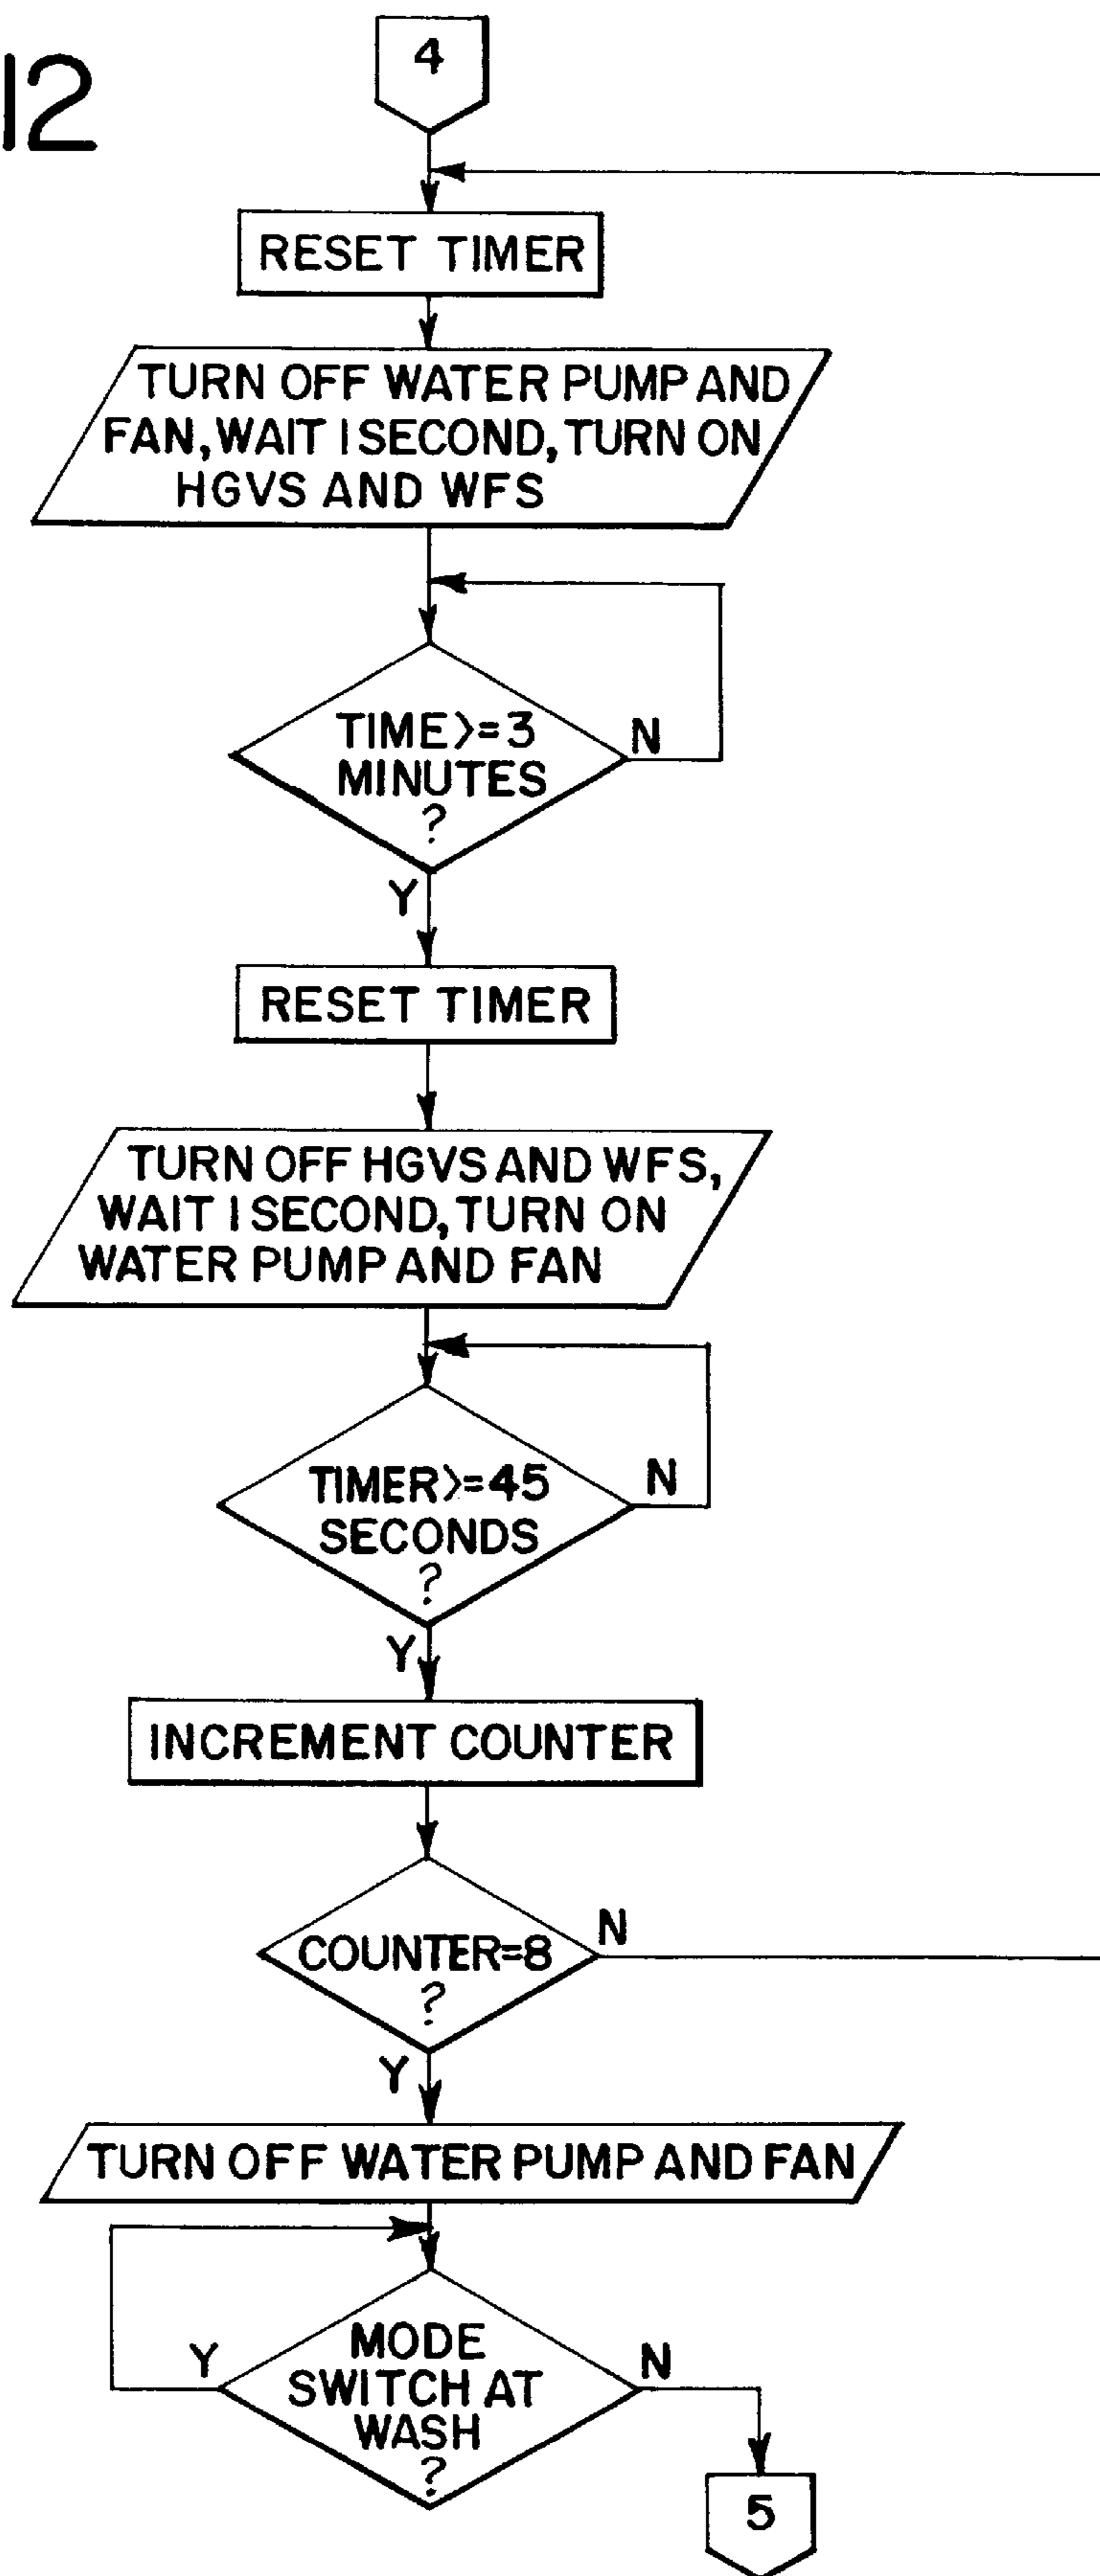 12
4
RESET TIMER
TURN OFF WATER PUMP AND
FAN, WAIT 1 SECOND, TURN ON
HGVS AND WFS
TIME>=3
MINUTES
?
N
Y
RESET TIMER
TURN OFF HGVS AND WFS,
WAIT 1 SECOND, TURN ON
WATER PUMP AND FAN
TIMER>=45
SECONDS
?
N
Y
INCREMENT COUNTER
COUNTER=8
?
N
Y
TURN OFF WATER PUMP AND FAN
MODE
SWITCH AT
WASH
?
Y
N
5